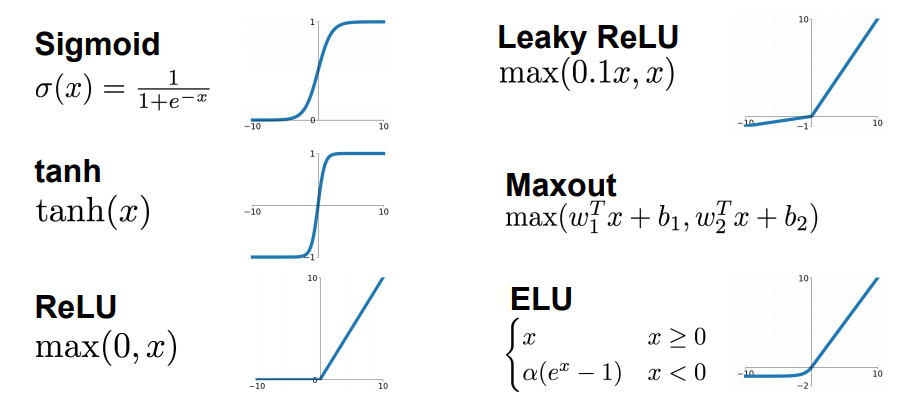 Sigmoid
σ(x) = 1/(1+e^{-x})
1
0
-10
10
tanh
tanh(x)
1
-10
10
-1
ReLU
max(0, x)
10
0
-10
10
Leaky ReLU
max(0.1x, x)
10
-10
-1
10
Maxout
max(w_1^T x + b_1, w_2^T x + b_2)
ELU
{ x x ≥ 0
α(e^x − 1) x < 0
10
-10
-2
10